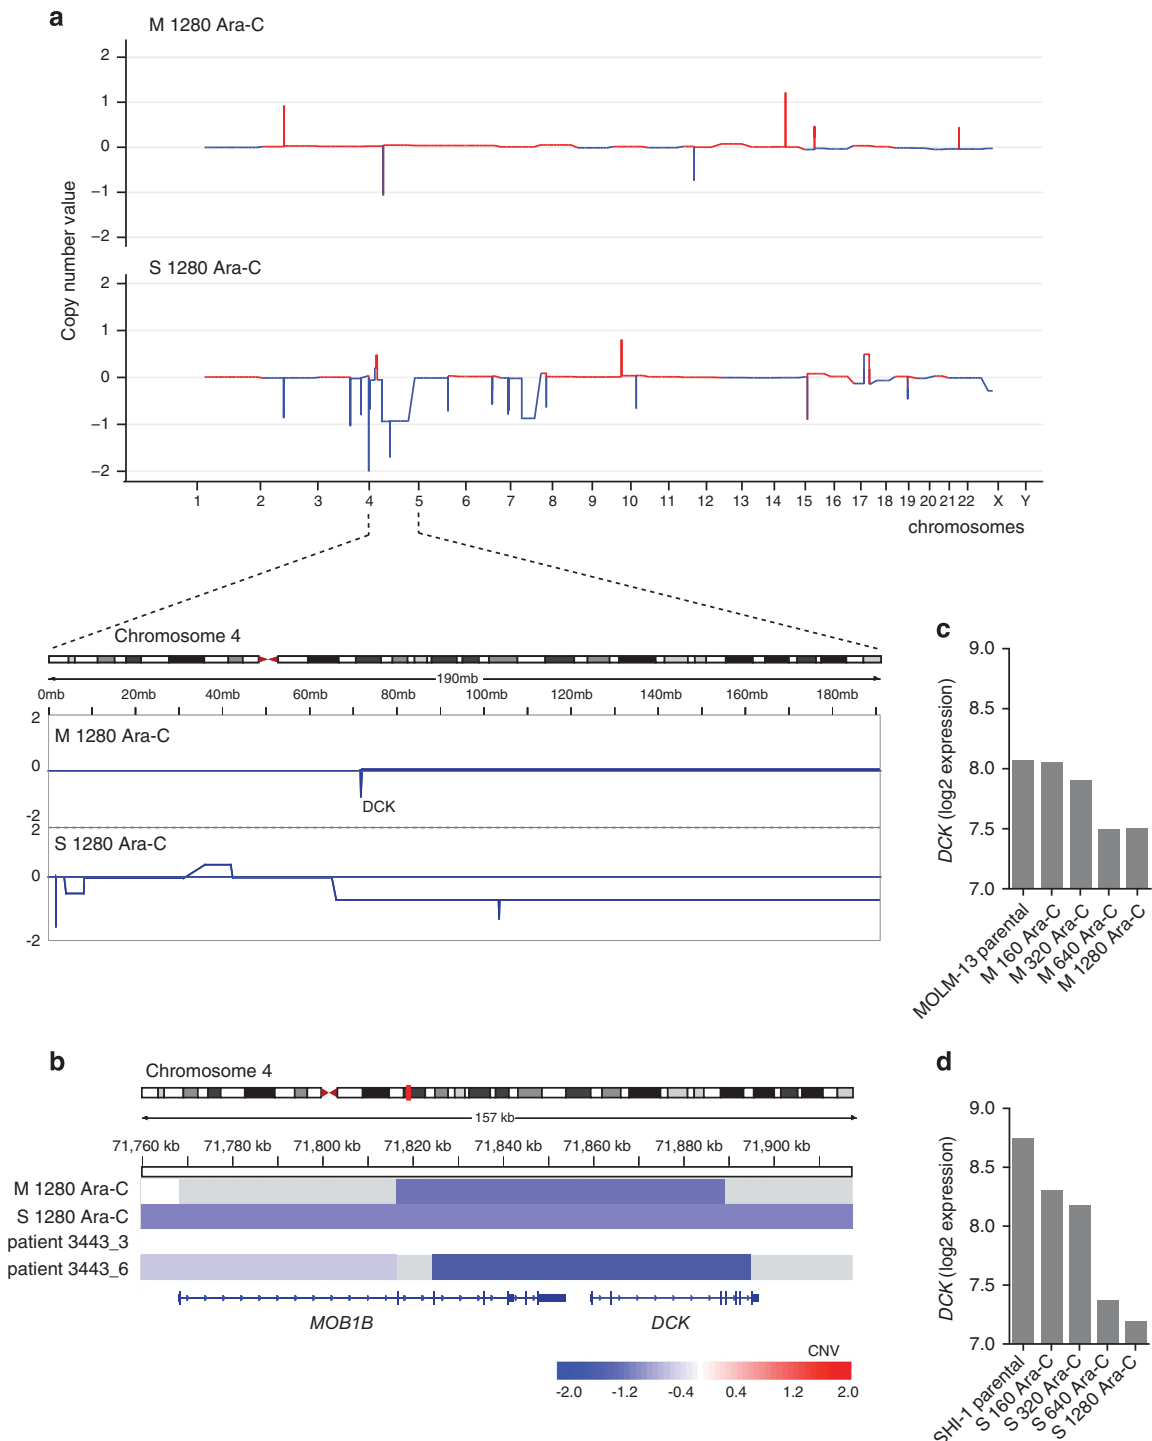 a
M 1280 Ara-C
2
1
0
−1
−2
Copy number value
S 1280 Ara-C
2
1
0
−1
−2
1 2 3 4 5 6 7 8 9 10 11 12 13 14 15 16 17 18 19 20 21 22 X Y
chromosomes
Chromosome 4
190mb
0mb 20mb 40mb 60mb 80mb 100mb 120mb 140mb 160mb 180mb
2
M 1280 Ara-C
0
DCK
-2
2
S 1280 Ara-C
0
-2
c
9.0
8.5
8.0
7.5
7.0
DCK (log2 expression)
MOLM-13 parental
M 160 Ara-C
M 320 Ara-C
M 640 Ara-C
M 1280 Ara-C
b
Chromosome 4
157 kb
71,760 kb 71,780 kb 71,800 kb 71,820 kb 71,840 kb 71,860 kb 71,880 kb 71,900 kb
M 1280 Ara-C
S 1280 Ara-C
patient 3443_3
patient 3443_6
MOB1B DCK
CNV
-2.0 -1.2 -0.4 0.4 1.2 2.0
d
9.0
8.5
8.0
7.5
7.0
DCK (log2 expression)
SHI-1 parental
S 160 Ara-C
S 320 Ara-C
S 640 Ara-C
S 1280 Ara-C